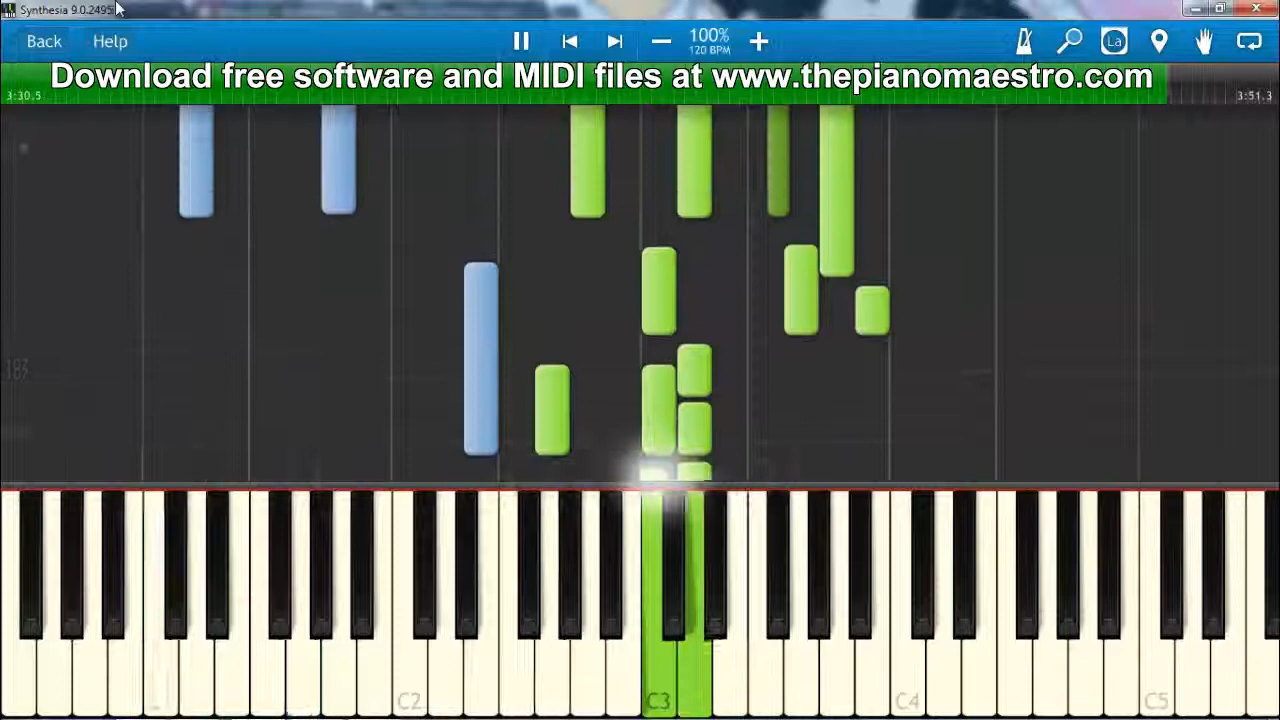 Synthesia 9.0.2495
Back Help 100% La
120 BPM
Download free software and MIDI files at www.thepianomaestro.com
3:30.5 3:51.3
C2 C3 C4 C5